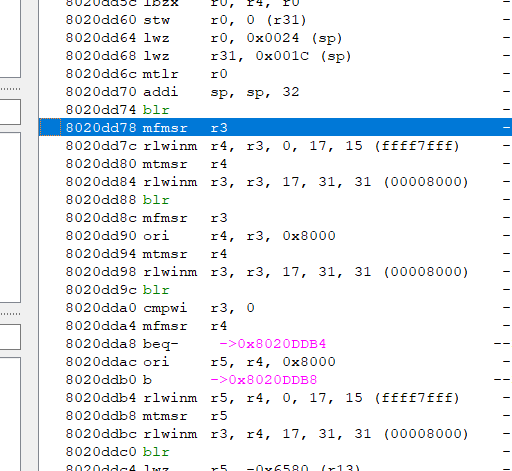 8020dd5c lbzx r0, r4, r0 -
8020dd60 stw r0, 0 (r31) -
8020dd64 lwz r0, 0x0024 (sp) -
8020dd68 lwz r31, 0x001C (sp) -
8020dd6c mtlr r0 -
8020dd70 addi sp, sp, 32 -
8020dd74 blr -
8020dd78 mfmsr r3 -
8020dd7c rlwinm r4, r3, 0, 17, 15 (ffff7fff) -
8020dd80 mtmsr r4 -
8020dd84 rlwinm r3, r3, 17, 31, 31 (00008000) -
8020dd88 blr -
8020dd8c mfmsr r3 -
8020dd90 ori r4, r3, 0x8000 -
8020dd94 mtmsr r4 -
8020dd98 rlwinm r3, r3, 17, 31, 31 (00008000) -
8020dd9c blr -
8020dda0 cmpwi r3, 0 -
8020dda4 mfmsr r4 -
8020dda8 beq- ->0x8020DDB4 --
8020ddac ori r5, r4, 0x8000 -
8020ddb0 b ->0x8020DDB8 --
8020ddb4 rlwinm r5, r4, 0, 17, 15 (ffff7fff) -
8020ddb8 mtmsr r5 -
8020ddbc rlwinm r3, r4, 17, 31, 31 (00008000) -
8020ddc0 blr -
8020ddc4 lwz r5, -0x6580 (r13) -